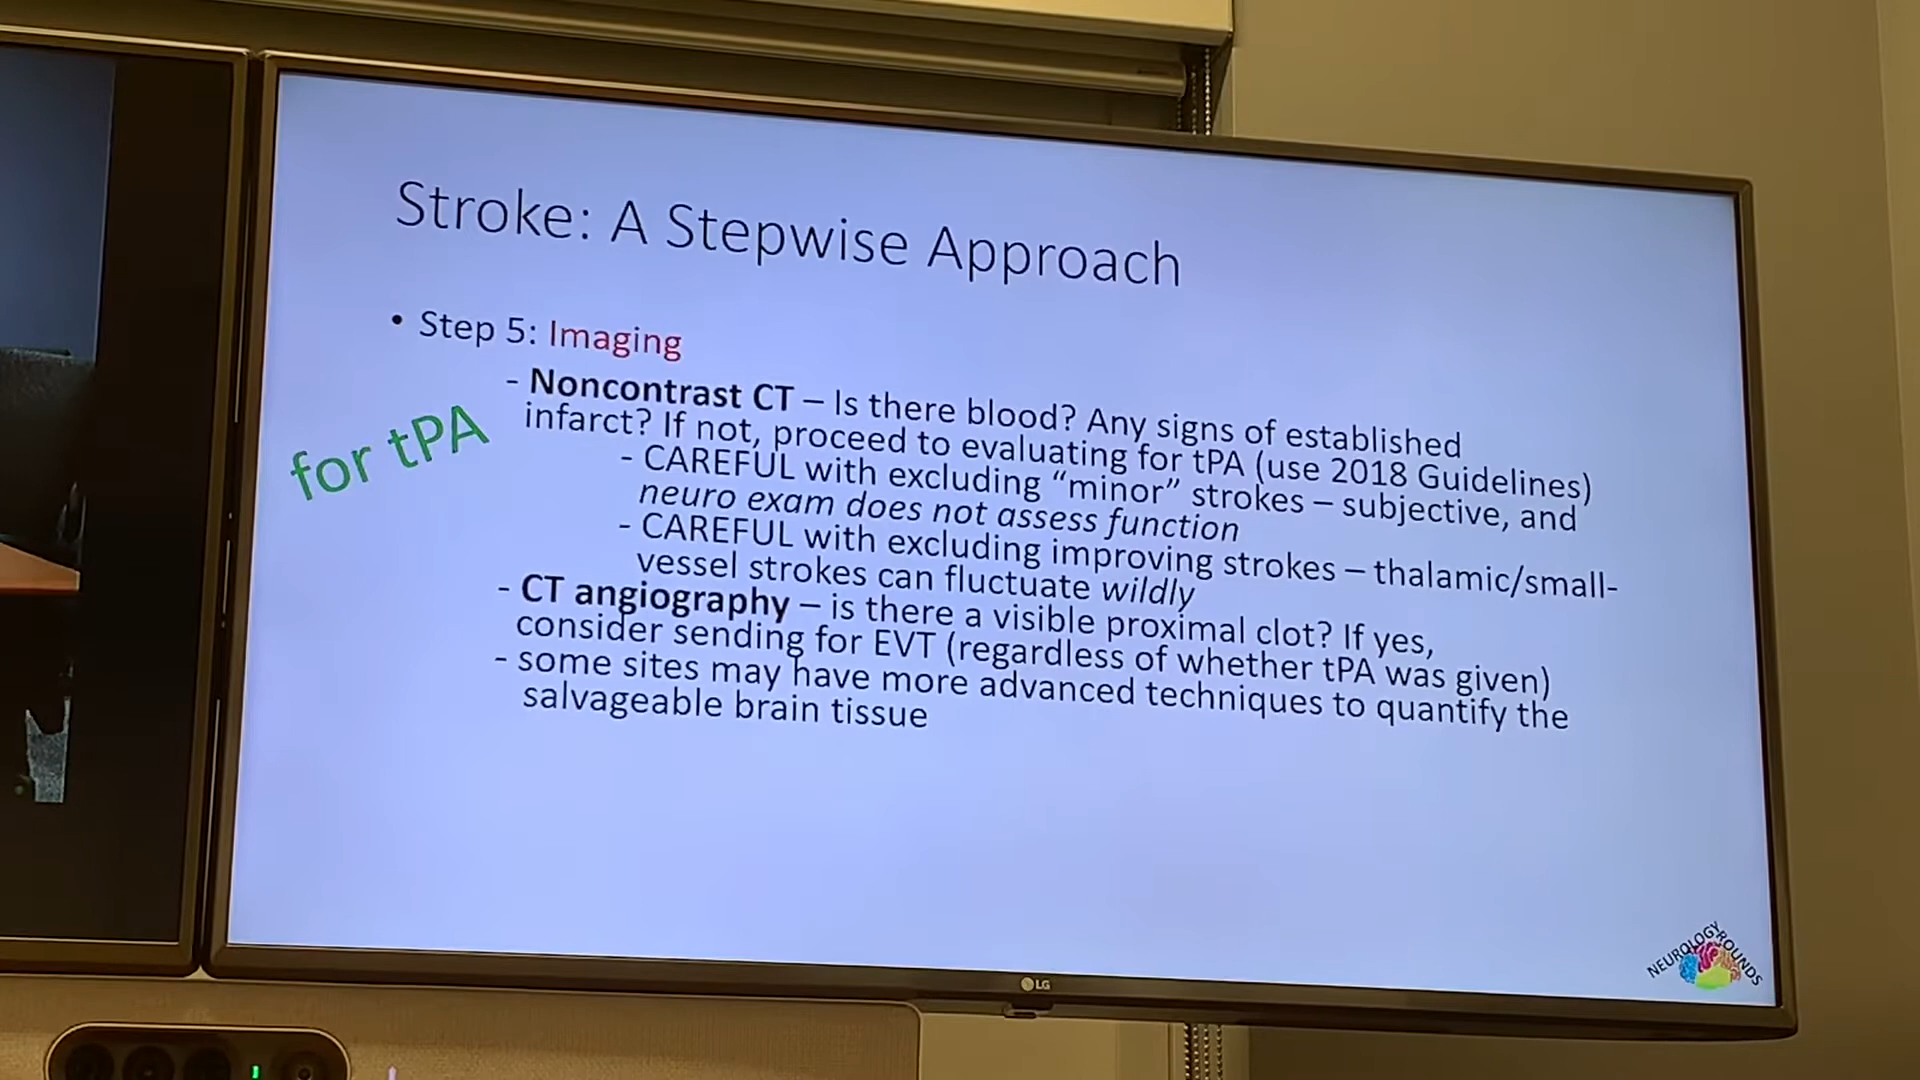 Stroke: A Stepwise Approach
• Step 5: Imaging
- Noncontrast CT – Is there blood? Any signs of established
infarct? If not, proceed to evaluating for tPA (use 2018 Guidelines)
for tPA
- CAREFUL with excluding “minor” strokes – subjective, and
neuro exam does not assess function
- CAREFUL with excluding improving strokes – thalamic/small-
vessel strokes can fluctuate wildly
- CT angiography – is there a visible proximal clot? If yes,
consider sending for EVT (regardless of whether tPA was given)
- some sites may have more advanced techniques to quantify the
salvageable brain tissue
NEUROLOGY ROUNDS
LG